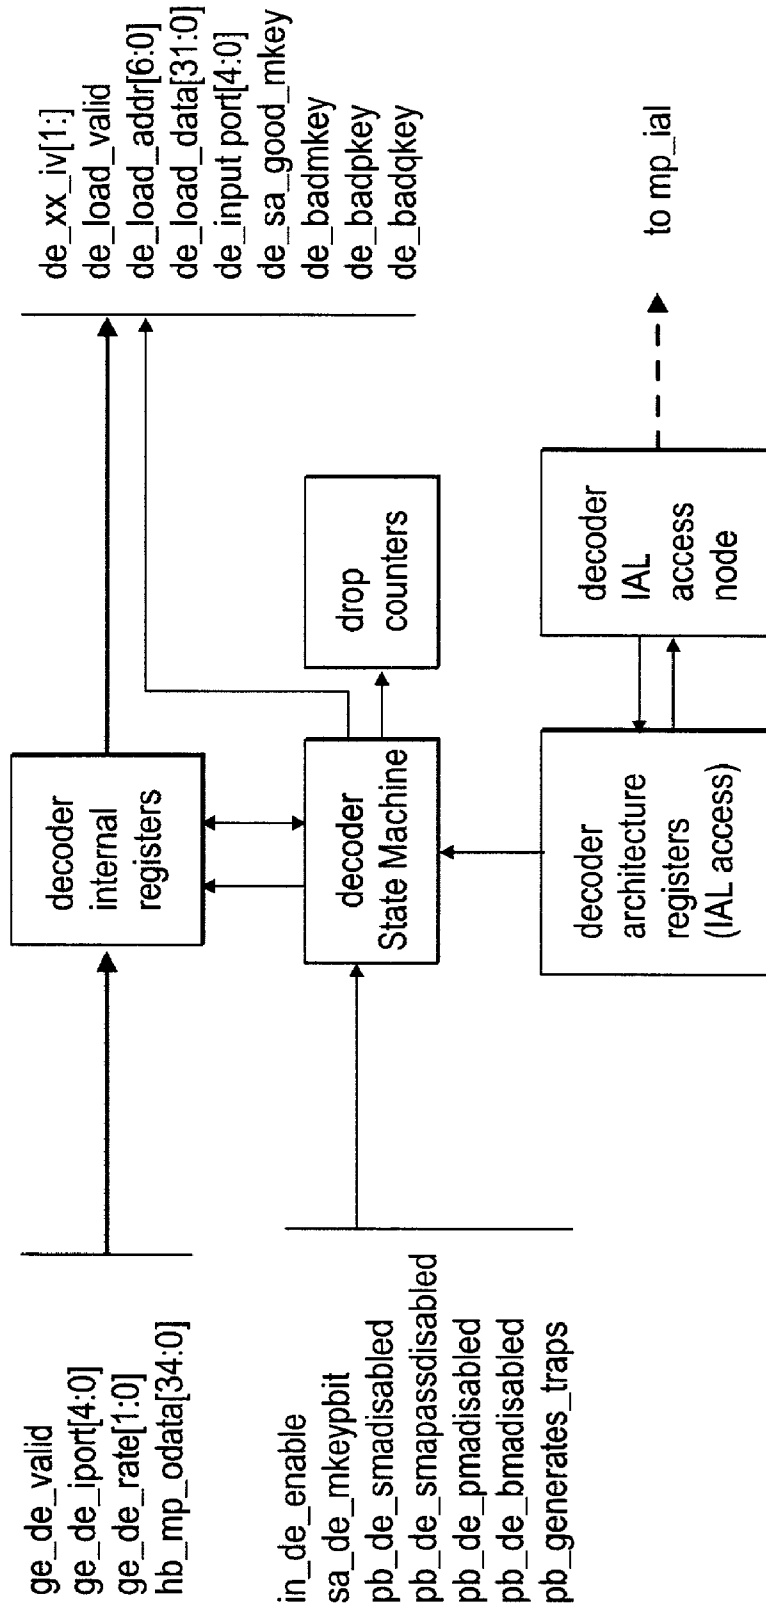 ge_de_valid
ge_de_iport[4:0]
ge_de_rate[1:0]
hb_mp_odata[34:0]
in_de_enable
sa_de_mkeypbit
pb_de_smadisabled
pb_de_smapassdisabled
pb_de_pmadisabled
pb_de_bmadisabled
pb_generates_traps
decoder
internal
registers
decoder
State Machine
decoder
architecture
registers
(IAL access)
drop
counters
decoder
IAL
access
node
de_xx_iv[1:]
de_load_valid
de_load_addr[6:0]
de_load_data[31:0]
de_input port[4:0]
de_sa_good_mkey
de_badmkey
de_badpkey
de_badqkey
to mp_ial